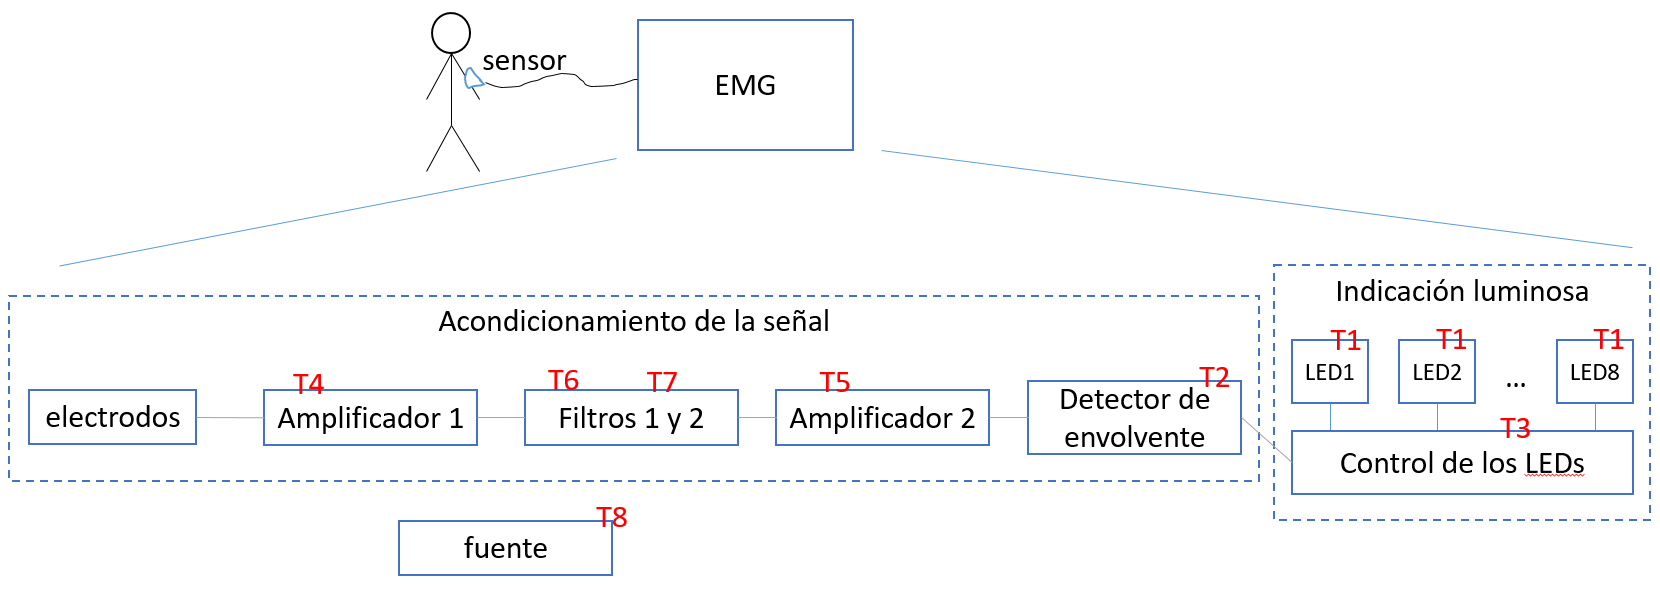 sensor
EMG
Indicación luminosa
Acondicionamiento de la señal
T1
T1
T1
LED1
LED2
...
LED8
T4
T6
T7
T5
T2
electrodos
Amplificador 1
Filtros 1 y 2
Amplificador 2
Detector de
envolvente
T3
Control de los LEDs
T8
fuente